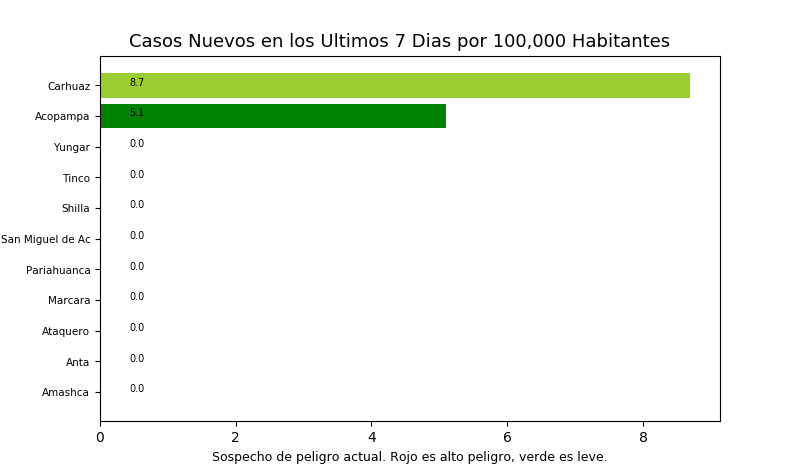 Casos Nuevos en los Ultimos 7 Dias por 100,000 Habitantes
Carhuaz 8.7
Acopampa 5.1
Yungar 0.0
Tinco 0.0
Shilla 0.0
San Miguel de Ac 0.0
Pariahuanca 0.0
Marcara 0.0
Ataquero 0.0
Anta 0.0
Amashca 0.0
0 2 4 6 8
Sospecho de peligro actual. Rojo es alto peligro, verde es leve.